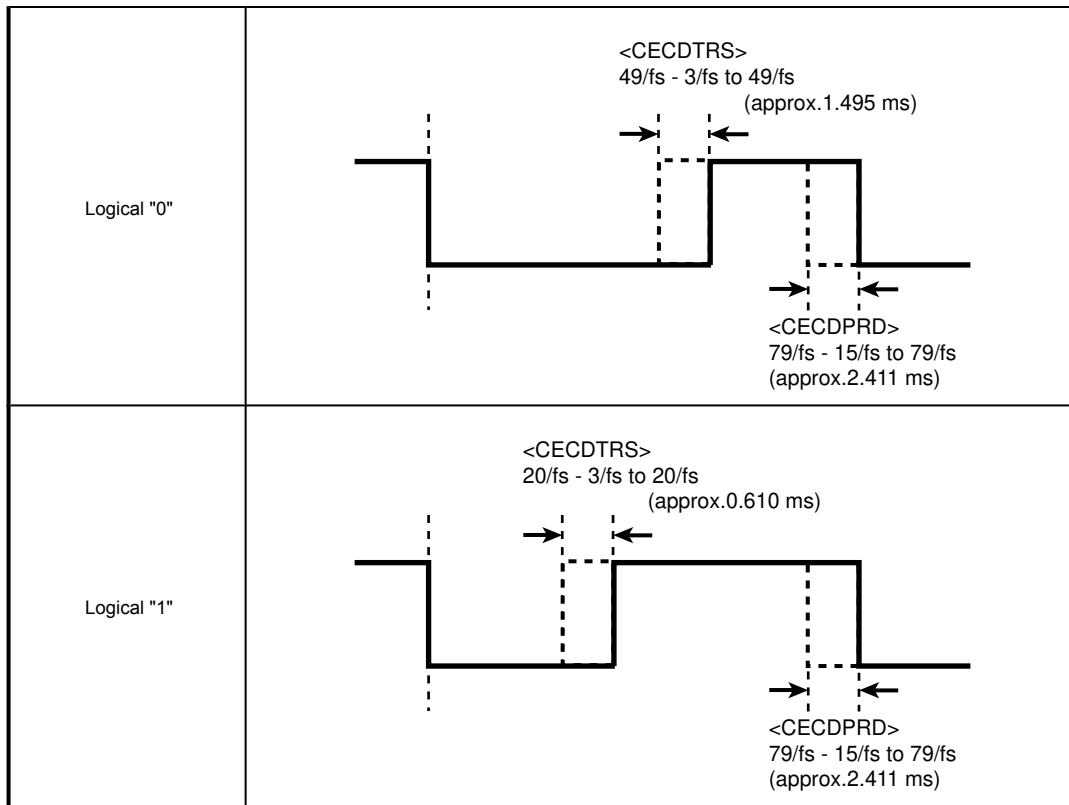 <CECDTRS>
49/fs - 3/fs to 49/fs
(approx.1.495 ms)
Logical "0"
<CECDPRD>
79/fs - 15/fs to 79/fs
(approx.2.411 ms)
<CECDTRS>
20/fs - 3/fs to 20/fs
(approx.0.610 ms)
Logical "1"
<CECDPRD>
79/fs - 15/fs to 79/fs
(approx.2.411 ms)